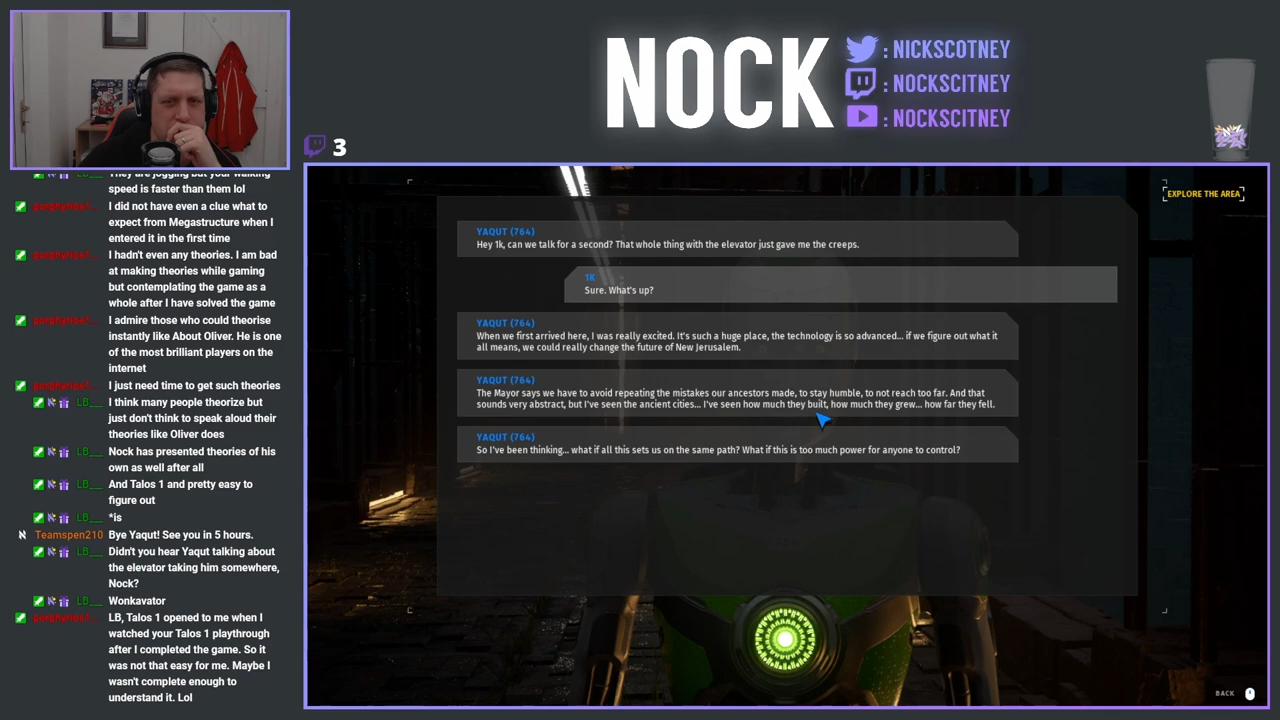 NOCK
: NICKSCOTNEY
: NOCKSCITNEY
: NOCKSCITNEY
3
LB__ They are jogging but your walking
speed is faster than them lol
I did not have even a clue what to
expect from Megastructure when I
entered it in the first time
I hadn't even any theories. I am bad
at making theories while gaming
but contemplating the game as a
whole after I have solved the game
I admire those who could theorise
instantly like About Oliver. He is one
of the most brilliant players on the
internet
I just need time to get such theories
LB__ I think many people theorize but
just don't think to speak aloud their
theories like Oliver does
LB__ Nock has presented theories of his
own as well after all
LB__ And Talos 1 and pretty easy to
figure out
LB__ *is
Teamspen210 Bye Yaqut! See you in 5 hours.
LB__ Didn't you hear Yaqut talking about
the elevator taking him somewhere,
Nock?
LB__ Wonkavator
LB, Talos 1 opened to me when I
watched your Talos 1 playthrough
after I completed the game. So it
was not that easy for me. Maybe I
wasn't complete enough to
understand it. Lol
EXPLORE THE AREA
YAQUT (764)
Hey 1k, can we talk for a second? That whole thing with the elevator just gave me the creeps.
1K
Sure. What's up?
YAQUT (764)
When we first arrived here, I was really excited. It's such a huge place, the technology is so advanced... if we figure out what it
all means, we could really change the future of New Jerusalem.
YAQUT (764)
The Mayor says we have to avoid repeating the mistakes our ancestors made, to stay humble, to not reach too far. And that
sounds very abstract, but I've seen the ancient cities... I've seen how much they built, how much they grew... how far they fell.
YAQUT (764)
So I've been thinking... what if all this sets us on the same path? What if this is too much power for anyone to control?
BACK